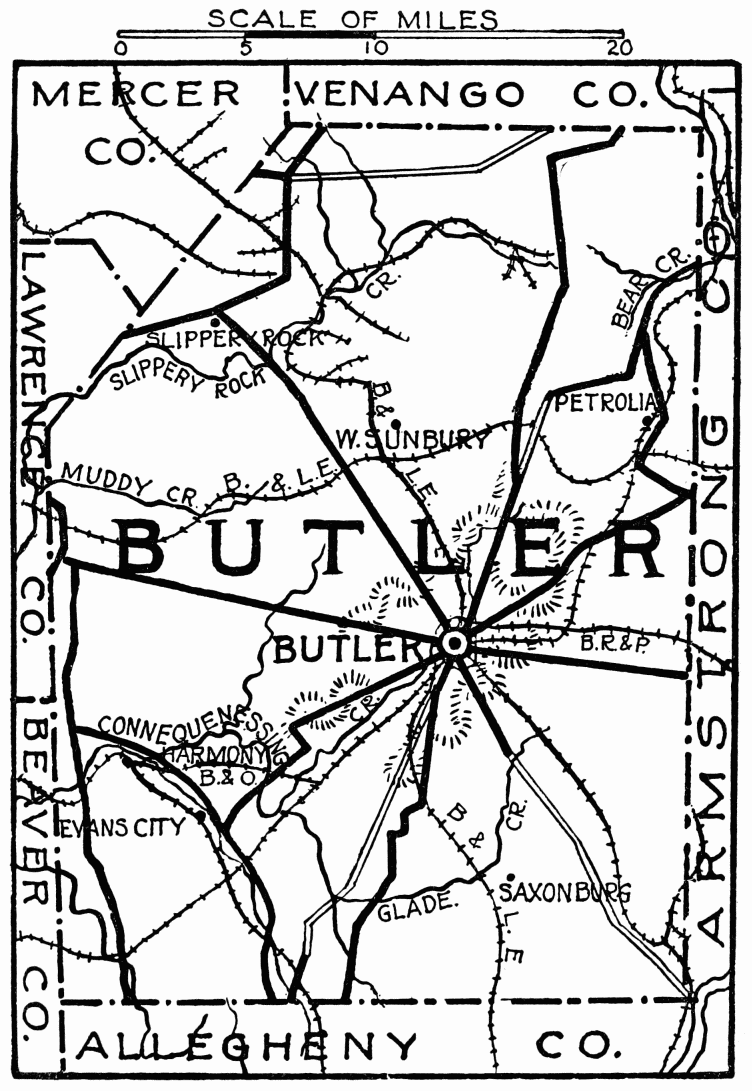 SCALE OF MILES
0 5 10 20
MERCER
CO.
VENANGO CO.
CR.
BEAR CR.
SLIPPERY ROCK
SLIPPERY ROCK
B. &
L.E.
W. SUNBURY
PETROLIA
MUDDY CR.
B. & L.E.
LAWRENCE CO.
ARMSTRONG CO
BUTLER
BUTLER
B.R.&P.
CONNEQUENESSING
CR.
HARMONY
B.& O.
EVANS CITY
BEAVER CO.
B &
L. E
CR.
GLADE.
SAXONBURG
ALLEGHENY CO.